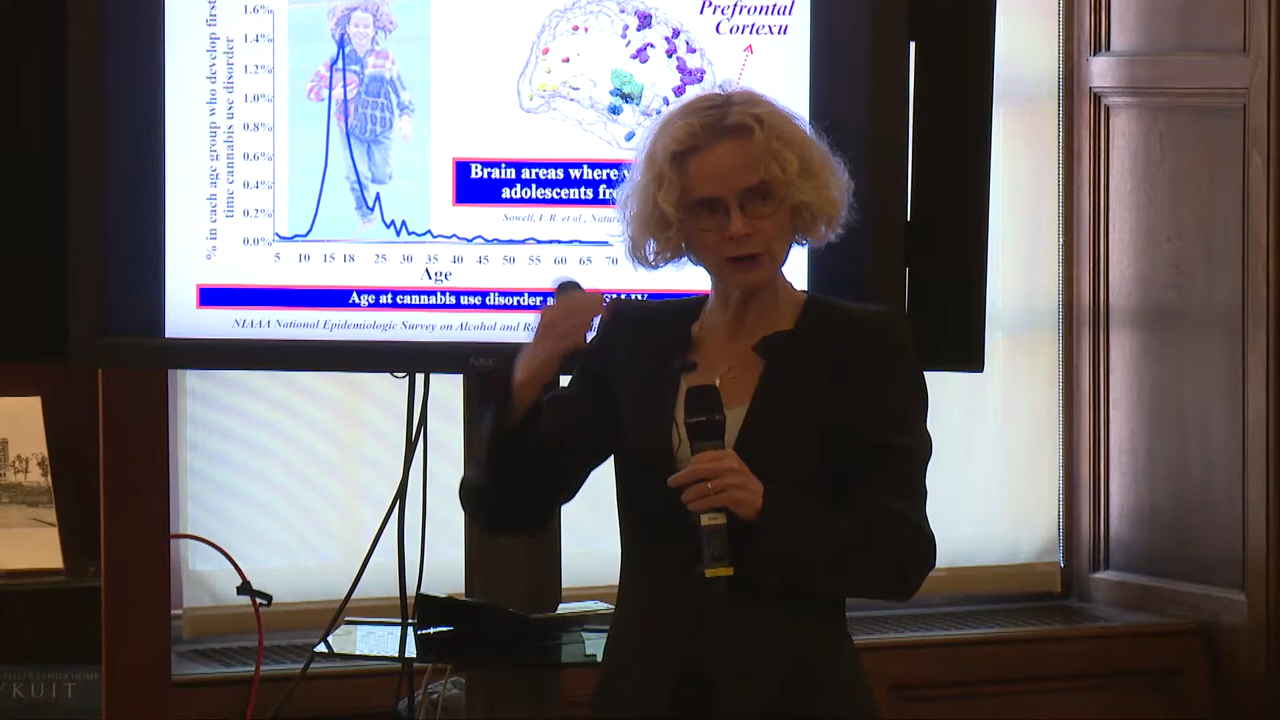 1.6%
1.4%
1.2%
1.0%
0.8%
0.6%
0.4%
0.2%
0.0%
% in each age group who develop first
time cannabis use disorder
5 10 15 18 25 30 35 40 45 50 55 60 65 70
Age
Prefrontal
Cortexu
Brain areas where
adolescents
Sowell, E.R. et al., Nature
Age at cannabis use disorder
NIAAA National Epidemiologic Survey on Alcohol and
NEC
YKUIT